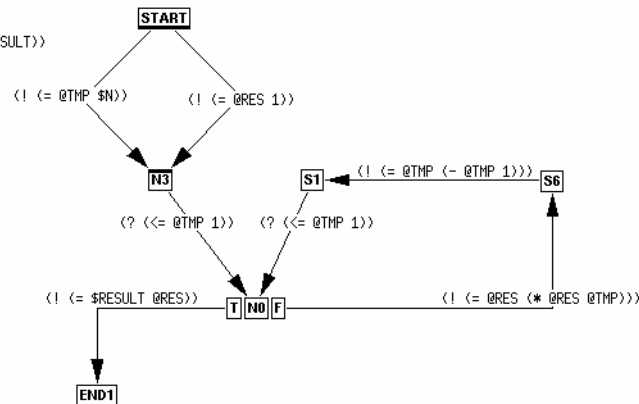 START
SULT))
(! (= @TMP $N))
(! (= @RES 1))
N3
(! (= @TMP (- @TMP 1)))
S1
S6
(? (<= @TMP 1))
(? (<= @TMP 1))
(! (= $RESULT @RES))
(! (= @RES (* @RES @TMP)))
T N0 F
END1